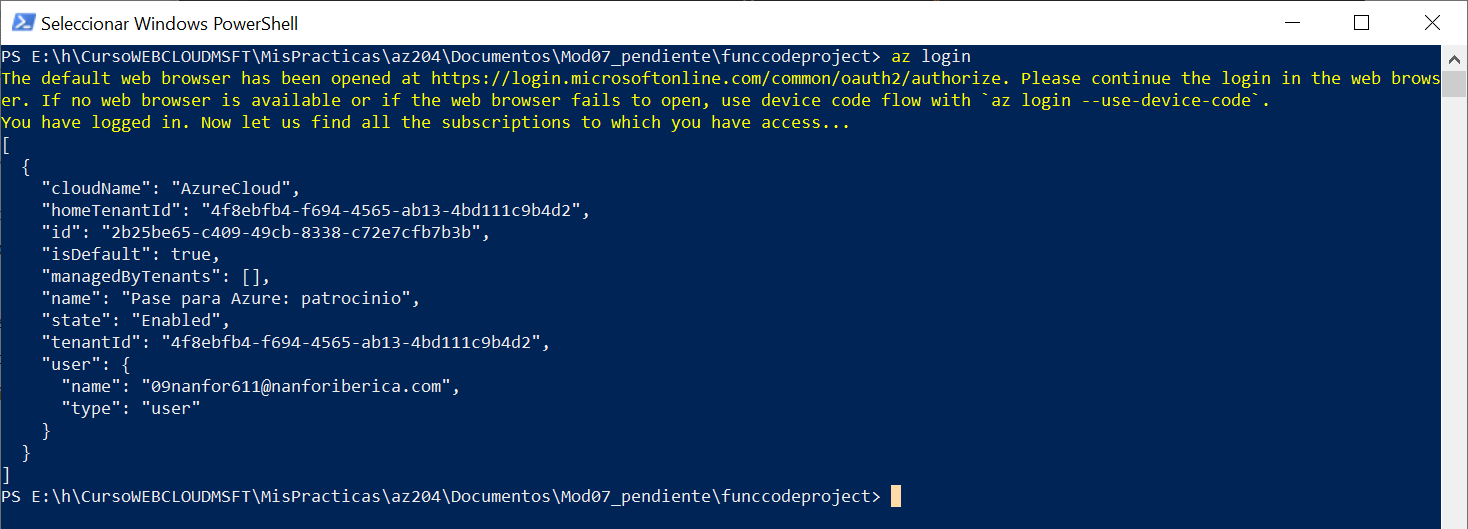 Seleccionar Windows PowerShell
PS E:\h\CursoWEBCLOUDMSFT\MisPracticas\az204\Documentos\Mod07_pendiente\funccodeproject> az login
The default web browser has been opened at https://login.microsoftonline.com/common/oauth2/authorize. Please continue the login in the web brows
er. If no web browser is available or if the web browser fails to open, use device code flow with `az login --use-device-code`.
You have logged in. Now let us find all the subscriptions to which you have access...
[
  {
    "cloudName": "AzureCloud",
    "homeTenantId": "4f8ebfb4-f694-4565-ab13-4bd111c9b4d2",
    "id": "2b25be65-c409-49cb-8338-c72e7cfb7b3b",
    "isDefault": true,
    "managedByTenants": [],
    "name": "Pase para Azure: patrocinio",
    "state": "Enabled",
    "tenantId": "4f8ebfb4-f694-4565-ab13-4bd111c9b4d2",
    "user": {
      "name": "09nanfor611@nanforiberica.com",
      "type": "user"
    }
  }
]
PS E:\h\CursoWEBCLOUDMSFT\MisPracticas\az204\Documentos\Mod07_pendiente\funccodeproject>